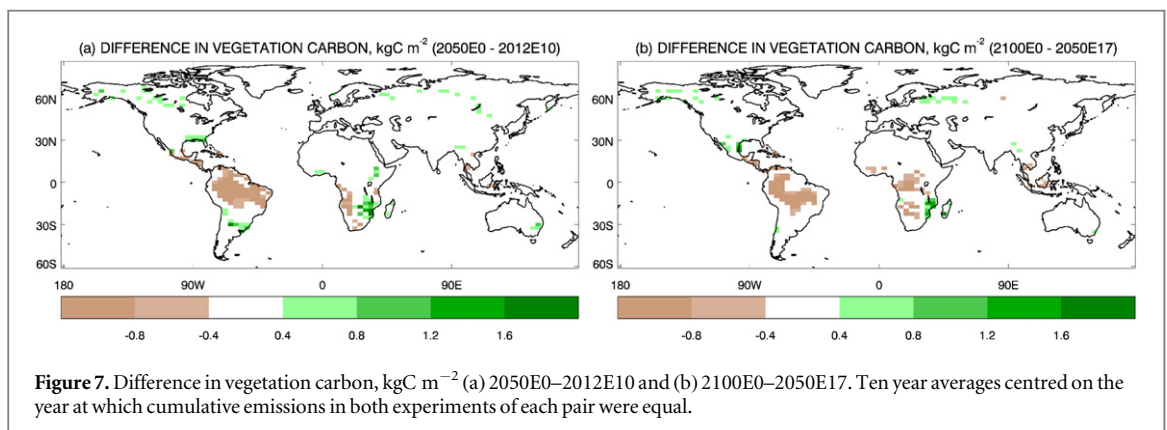 (a) DIFFERENCE IN VEGETATION CARBON, kgC m⁻² (2050E0 - 2012E10)
60N
30N
0
30S
60S
180 90W 0 90E
-0.8 -0.4 0.4 0.8 1.2 1.6
(b) DIFFERENCE IN VEGETATION CARBON, kgC m⁻² (2100E0 - 2050E17)
60N
30N
0
30S
60S
180 90W 0 90E
-0.8 -0.4 0.4 0.8 1.2 1.6
Figure 7. Difference in vegetation carbon, kgC m⁻² (a) 2050E0–2012E10 and (b) 2100E0–2050E17. Ten year averages centred on the
year at which cumulative emissions in both experiments of each pair were equal.